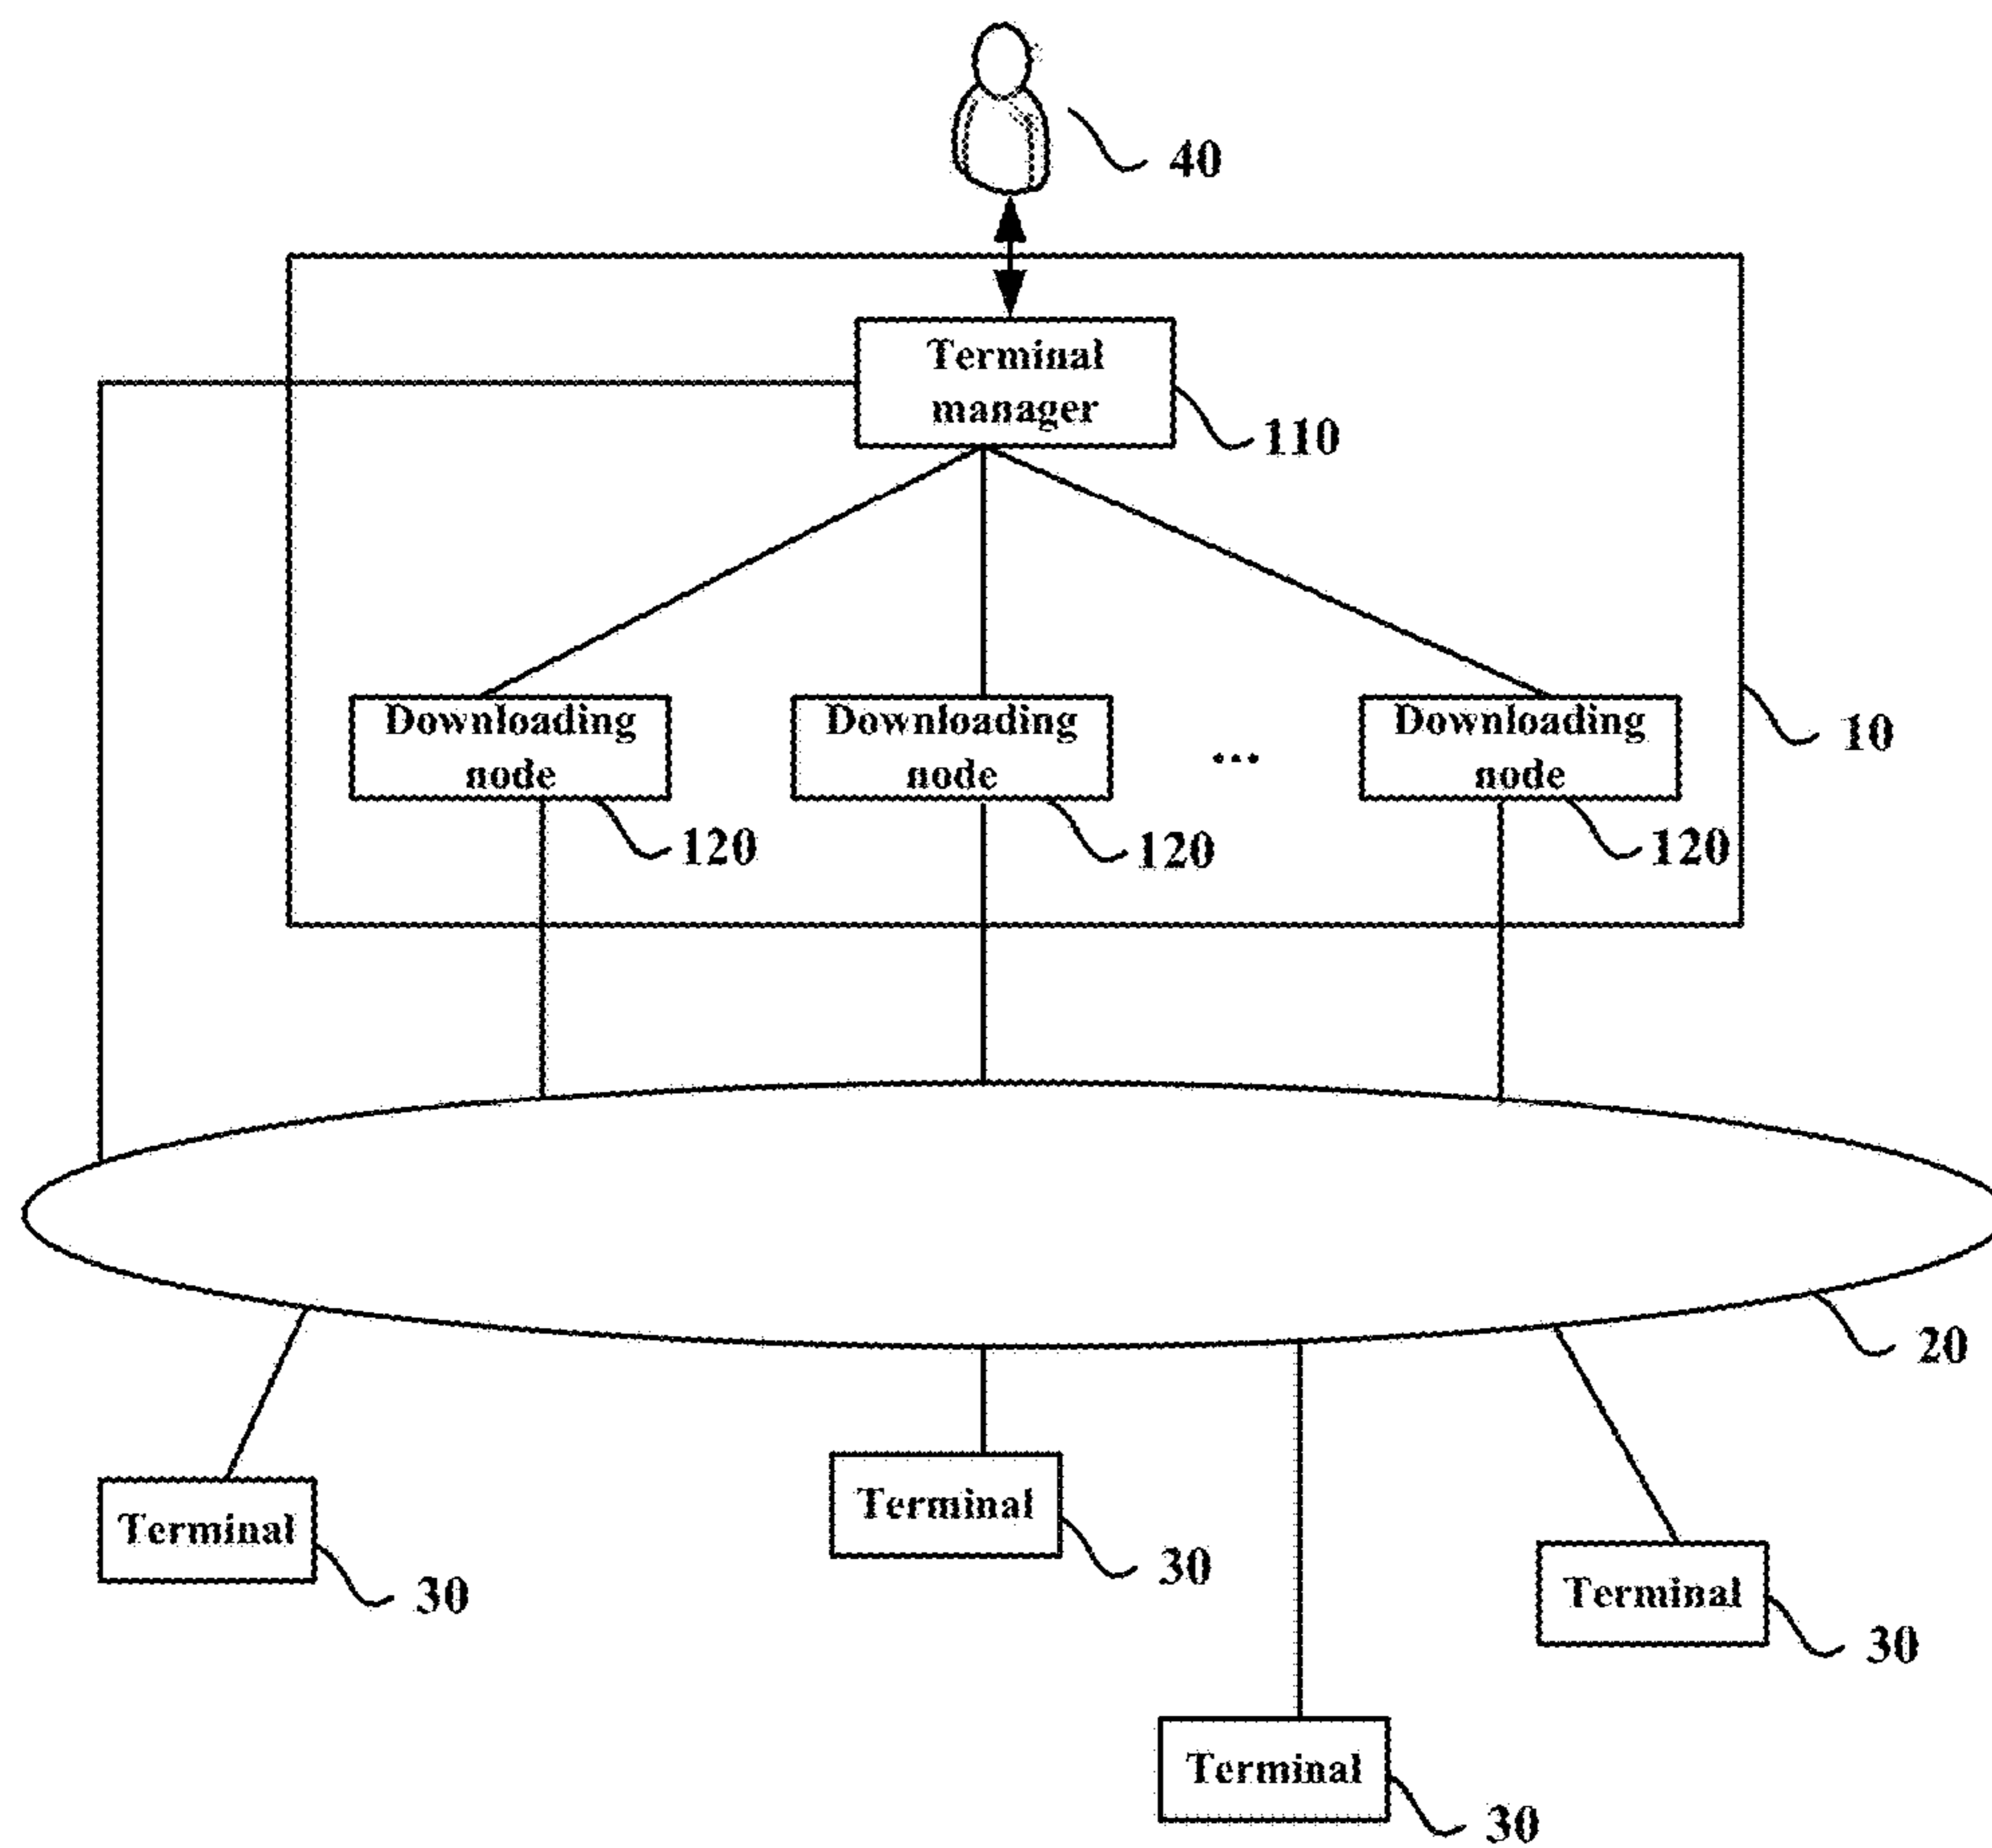 40
Terminal
manager
110
Downloading
node
Downloading
node
...
Downloading
node
10
120
120
120
20
Terminal
30
Terminal
30
Terminal
30
Terminal
30